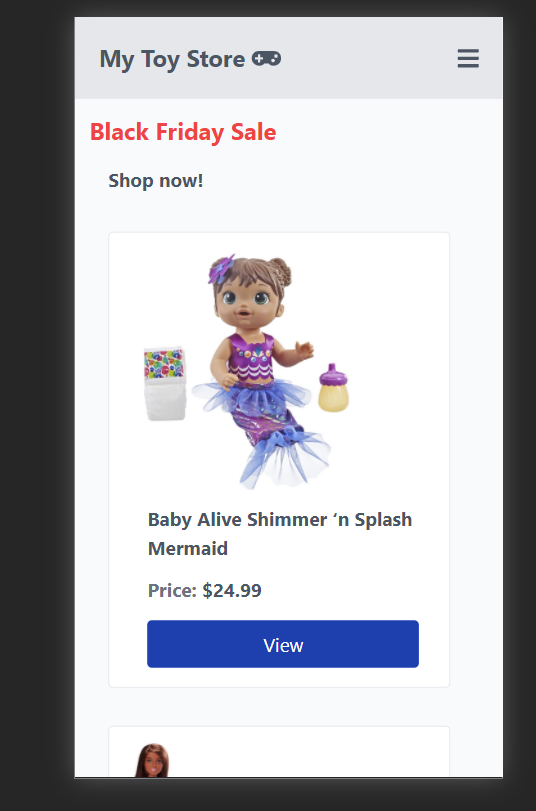 My Toy Store
Black Friday Sale
Shop now!
Baby Alive Shimmer ‘n Splash
Mermaid
Price: $24.99
View